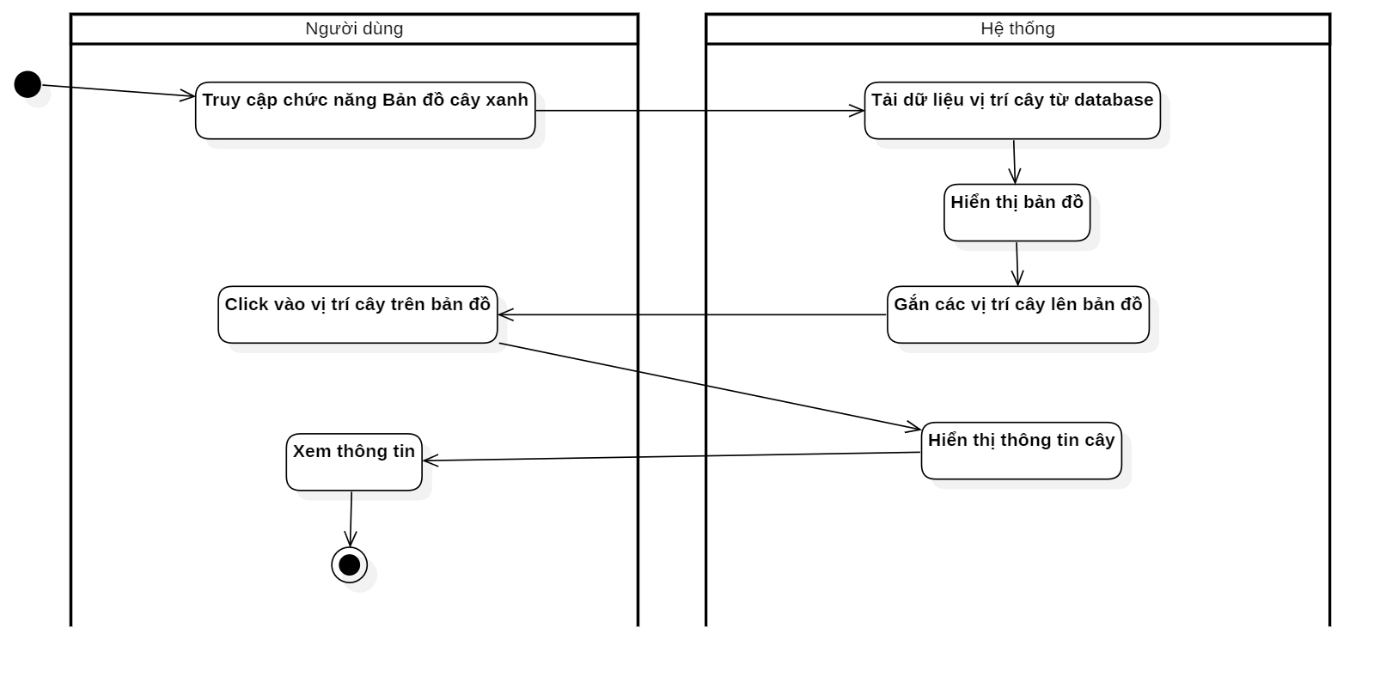 Người dùng
Hệ thống
Truy cập chức năng Bản đồ cây xanh
Tải dữ liệu vị trí cây từ database
Hiển thị bản đồ
Click vào vị trí cây trên bản đồ
Gắn các vị trí cây lên bản đồ
Hiển thị thông tin cây
Xem thông tin